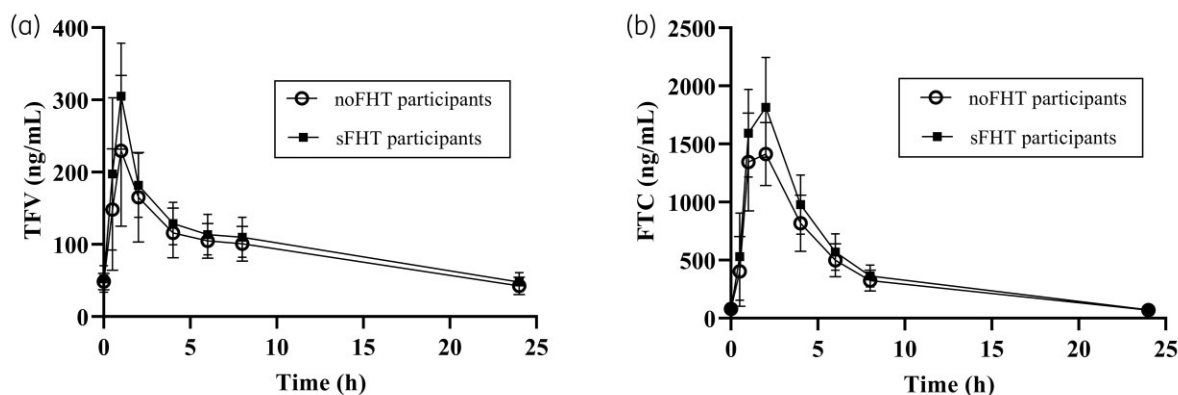 (a)
400
300
200
100
0
TFV (ng/mL)
noFHT participants
sFHT participants
0 5 10 15 20 25
Time (h)
(b)
2500
2000
1500
1000
500
0
FTC (ng/mL)
noFHT participants
sFHT participants
0 5 10 15 20 25
Time (h)